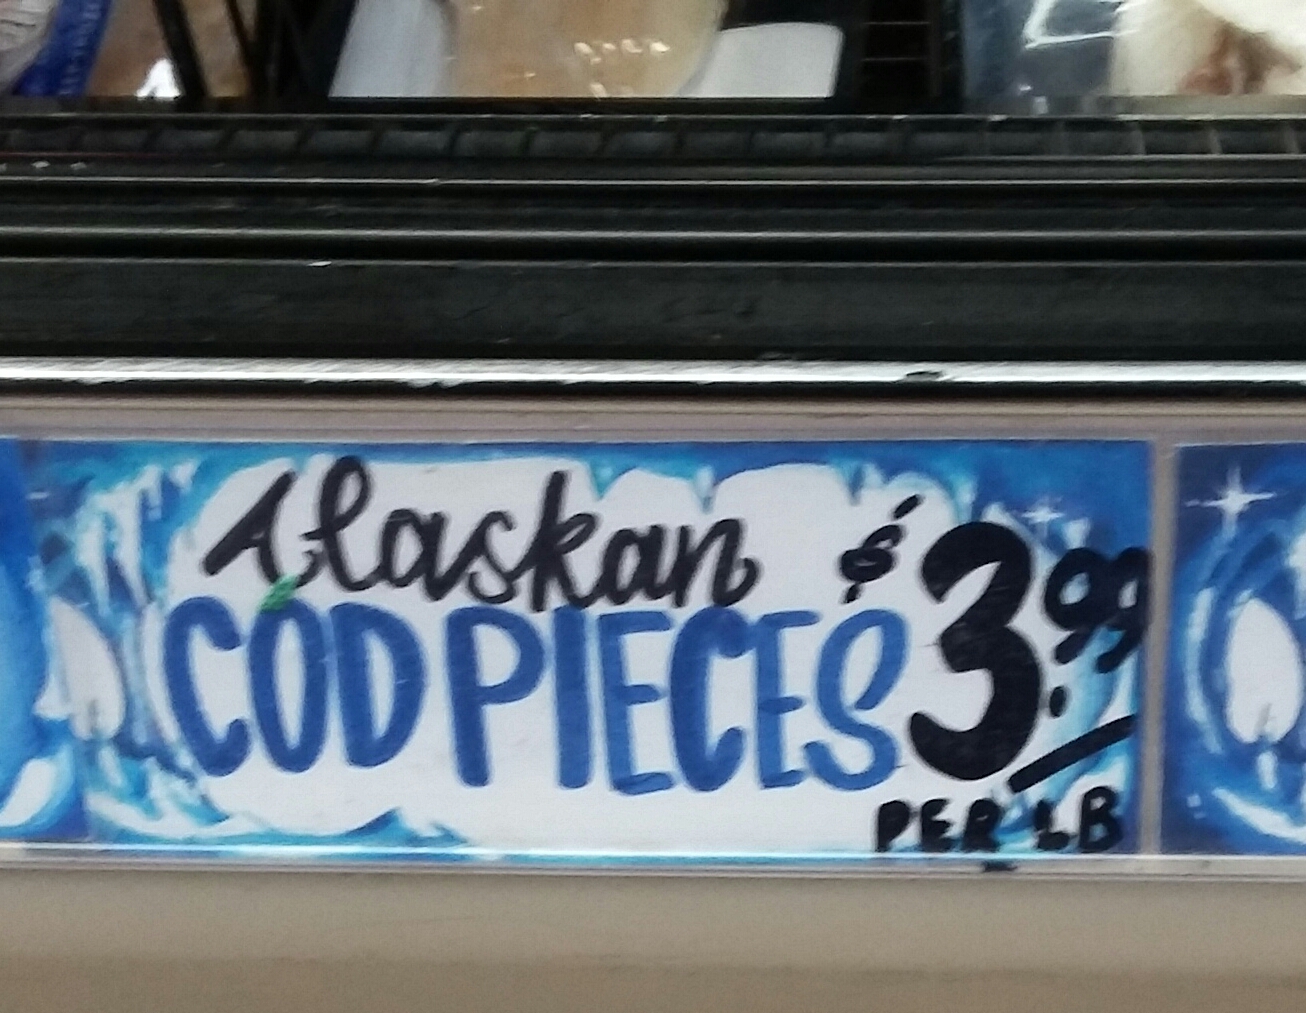 Alaskan
COD PIECES
$3.99
PER LB